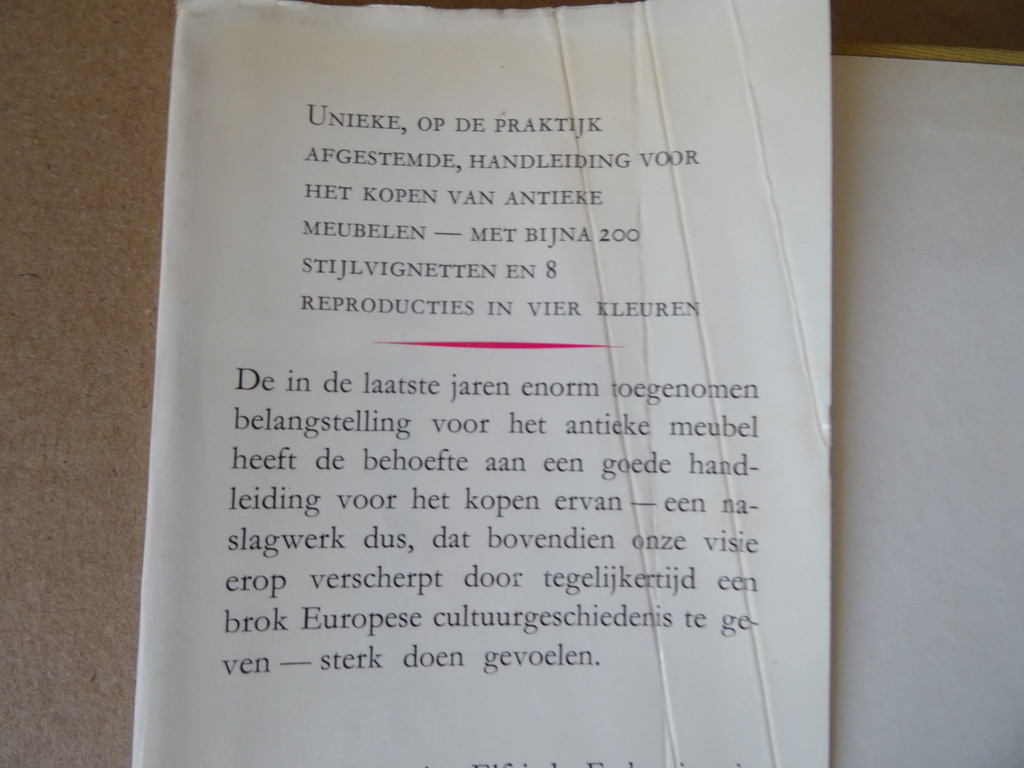 UNIEKE, OP DE PRAKTIJK
AFGESTEMDE, HANDLEIDING VOOR
HET KOPEN VAN ANTIEKE
MEUBELEN — MET BIJNA 200
STIJLVIGNETTEN EN 8
REPRODUCTIES IN VIER KLEUREN
De in de laatste jaren enorm toegenomen
belangstelling voor het antieke meubel
heeft de behoefte aan een goede hand-
leiding voor het kopen ervan — een na-
slagwerk dus, dat bovendien onze visie
erop verscherpt door tegelijkertijd een
brok Europese cultuurgeschiedenis te ge-
ven — sterk doen gevoelen.